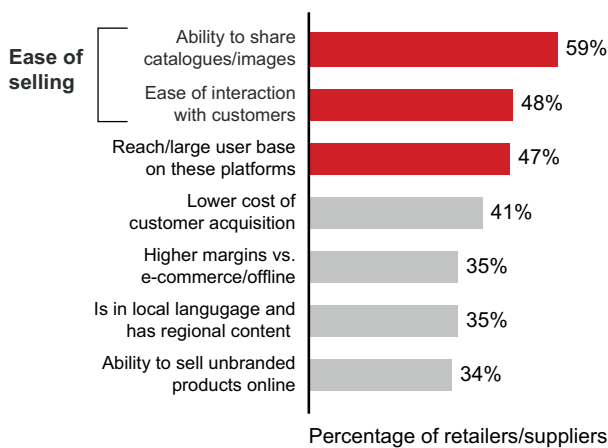 Ease of
selling
Ability to share
catalogues/images
59%
Ease of interaction
with customers
48%
Reach/large user base
on these platforms
47%
Lower cost of
customer acquisition
41%
Higher margins vs.
e-commerce/offline
35%
Is in local langugage and
has regional content
35%
Ability to sell unbranded
products online
34%
Percentage of retailers/suppliers